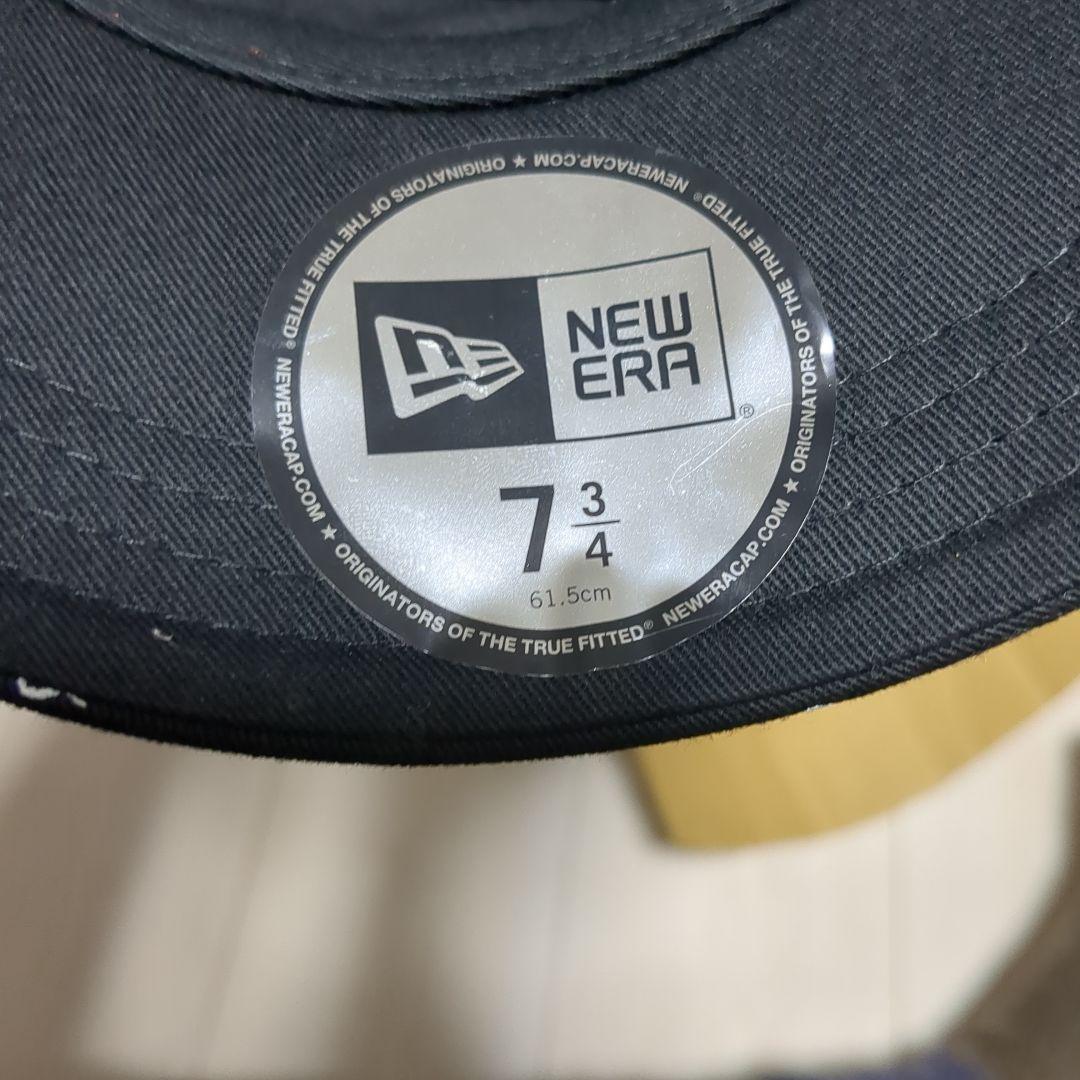 NEW
ERA
®
7 3/4
61.5cm
ORIGINATORS OF THE TRUE FITTED® NEWERACAP.COM ★ ORIGINATORS OF THE TRUE FITTED® NEWERACAP.COM ★ ORIGINATORS OF THE TRUE FITTED® NEWERACAP.COM ★